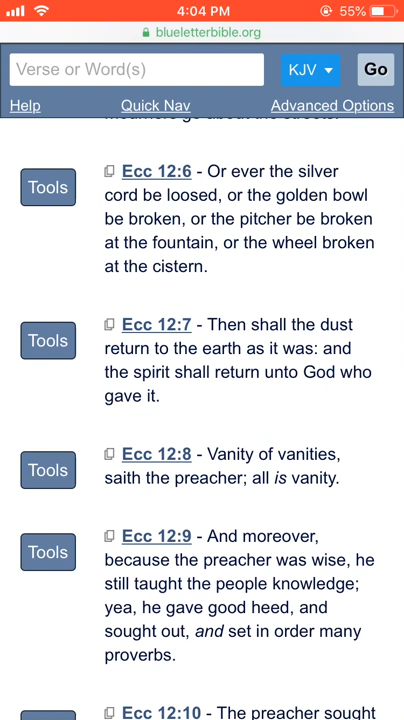 4:04 PM
55%
blueletterbible.org
Verse or Word(s)
KJV
Go
Help
Quick Nav
Advanced Options
mourners go about the streets.
Tools
Ecc 12:6 - Or ever the silver
cord be loosed, or the golden bowl
be broken, or the pitcher be broken
at the fountain, or the wheel broken
at the cistern.
Tools
Ecc 12:7 - Then shall the dust
return to the earth as it was: and
the spirit shall return unto God who
gave it.
Tools
Ecc 12:8 - Vanity of vanities,
saith the preacher; all is vanity.
Tools
Ecc 12:9 - And moreover,
because the preacher was wise, he
still taught the people knowledge;
yea, he gave good heed, and
sought out, and set in order many
proverbs.
Ecc 12:10 - The preacher sought